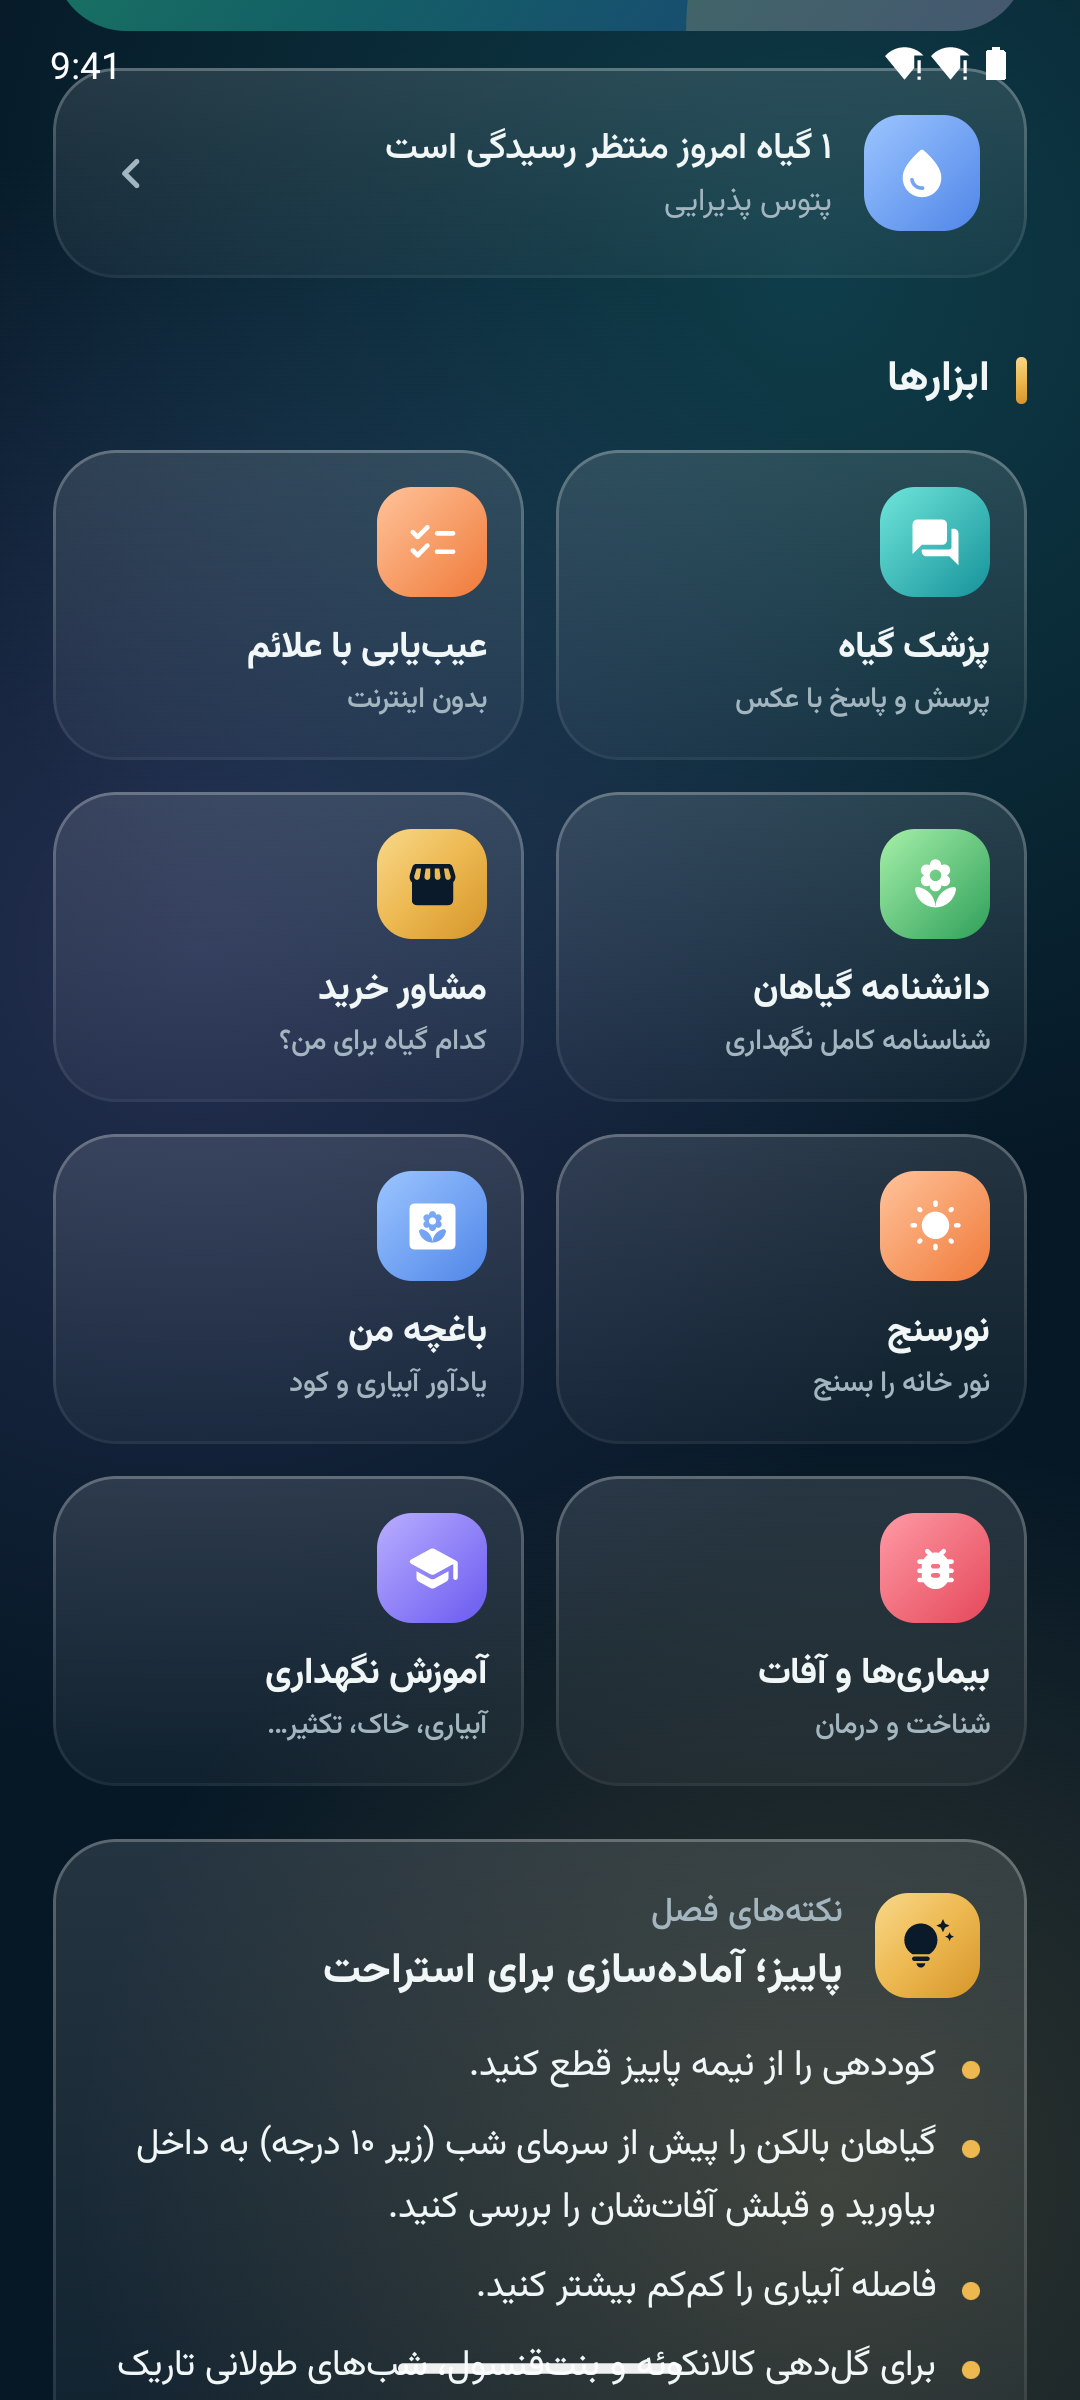 9:41
۱ گیاه امروز منتظر رسیدگی است
پتوس پذیرایی
ابزارها
پزشک گیاه
پرسش و پاسخ با عکس
عیب‌یابی با علائم
بدون اینترنت
دانشنامه گیاهان
شناسنامه کامل نگهداری
مشاور خرید
کدام گیاه برای من؟
نورسنج
نور خانه را بسنج
باغچه من
یادآور آبیاری و کود
بیماری‌ها و آفات
شناخت و درمان
آموزش نگهداری
آبیاری، خاک، تکثیر...
نکته‌های فصل
پاییز؛ آماده‌سازی برای استراحت
کوددهی را از نیمه پاییز قطع کنید.
گیاهان بالکن را پیش از سرمای شب (زیر ۱۰ درجه) به داخل
بیاورید و قبلش آفات‌شان را بررسی کنید.
فاصله آبیاری را کم‌کم بیشتر کنید.
برای گل‌دهی کالانکوئه و بنت‌قنسول، شب‌های طولانی تاریک